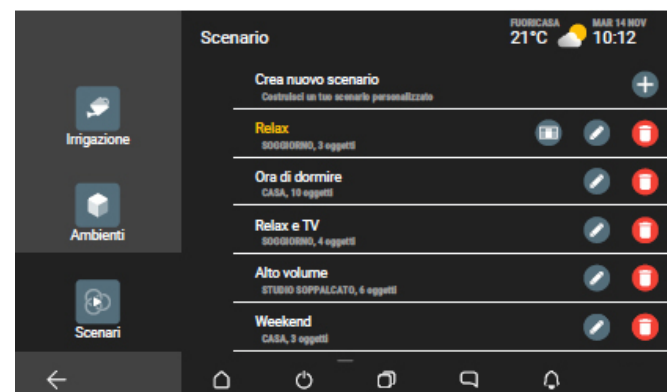 Scenario
FUORICASA
21°C
MAR 14 NOV
10:12
Crea nuovo scenario
Costruisci un tuo scenario personalizzato
Irrigazione
Relax
SOGGIORNO, 3 oggetti
Ora di dormire
CASA, 10 oggetti
Ambienti
Relax e TV
SOGGIORNO, 4 oggetti
Alto volume
STUDIO SOPPALCATO, 6 oggetti
Scenari
Weekend
CASA, 3 oggetti